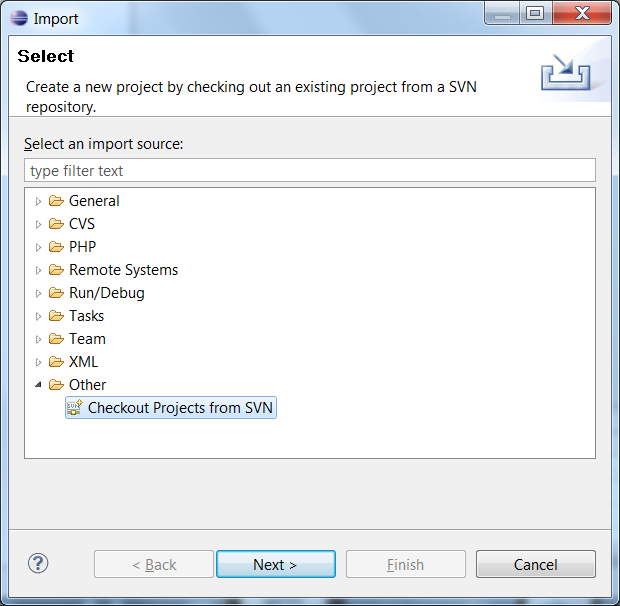 Import
Select
Create a new project by checking out an existing project from a SVN
repository.
Select an import source:
type filter text
General
CVS
PHP
Remote Systems
Run/Debug
Tasks
Team
XML
Other
SVN Checkout Projects from SVN
? < Back Next > Finish Cancel